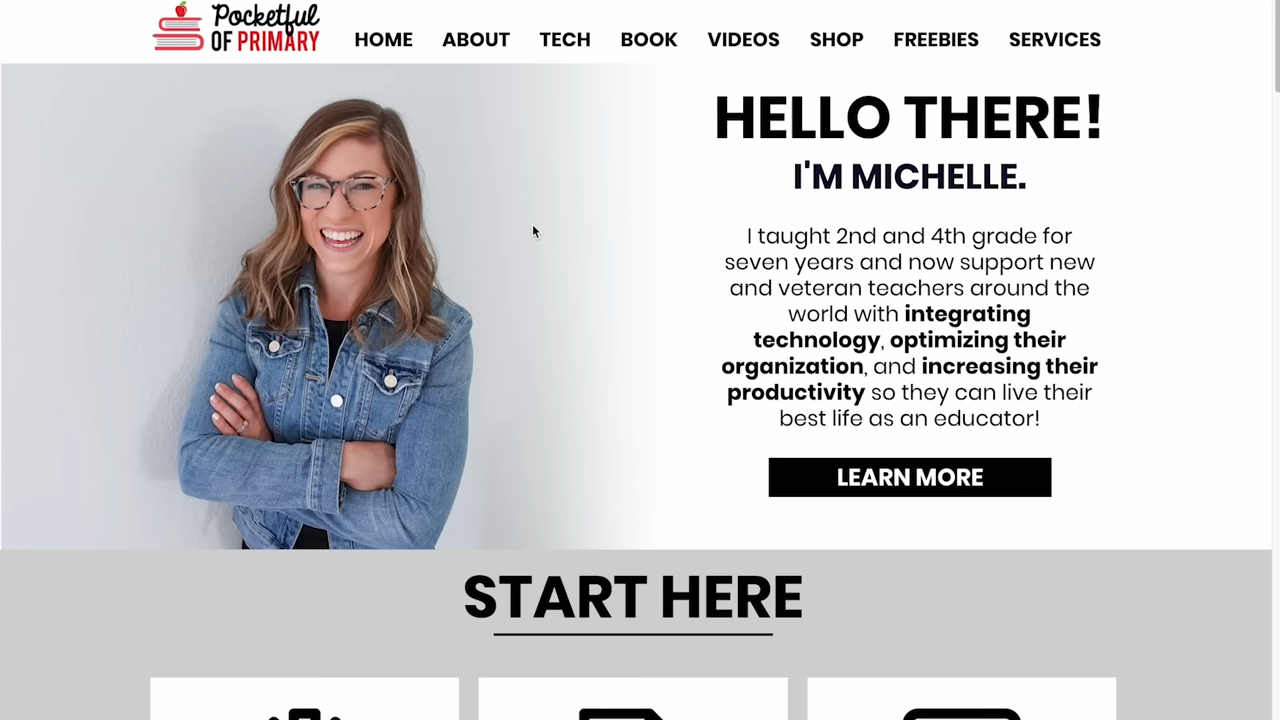 Pocketful
OF PRIMARY
HOME ABOUT TECH BOOK VIDEOS SHOP FREEBIES SERVICES
HELLO THERE!
I'M MICHELLE.
I taught 2nd and 4th grade for
seven years and now support new
and veteran teachers around the
world with integrating
technology, optimizing their
organization, and increasing their
productivity so they can live their
best life as an educator!
LEARN MORE
START HERE